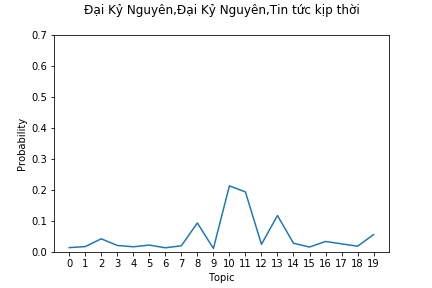 Đại Kỷ Nguyên,Đại Kỷ Nguyên,Tin tức kịp thời
0.7
0.6
0.5
0.4
0.3
0.2
0.1
0.0
Probability
0 1 2 3 4 5 6 7 8 9 10 11 12 13 14 15 16 17 18 19
Topic